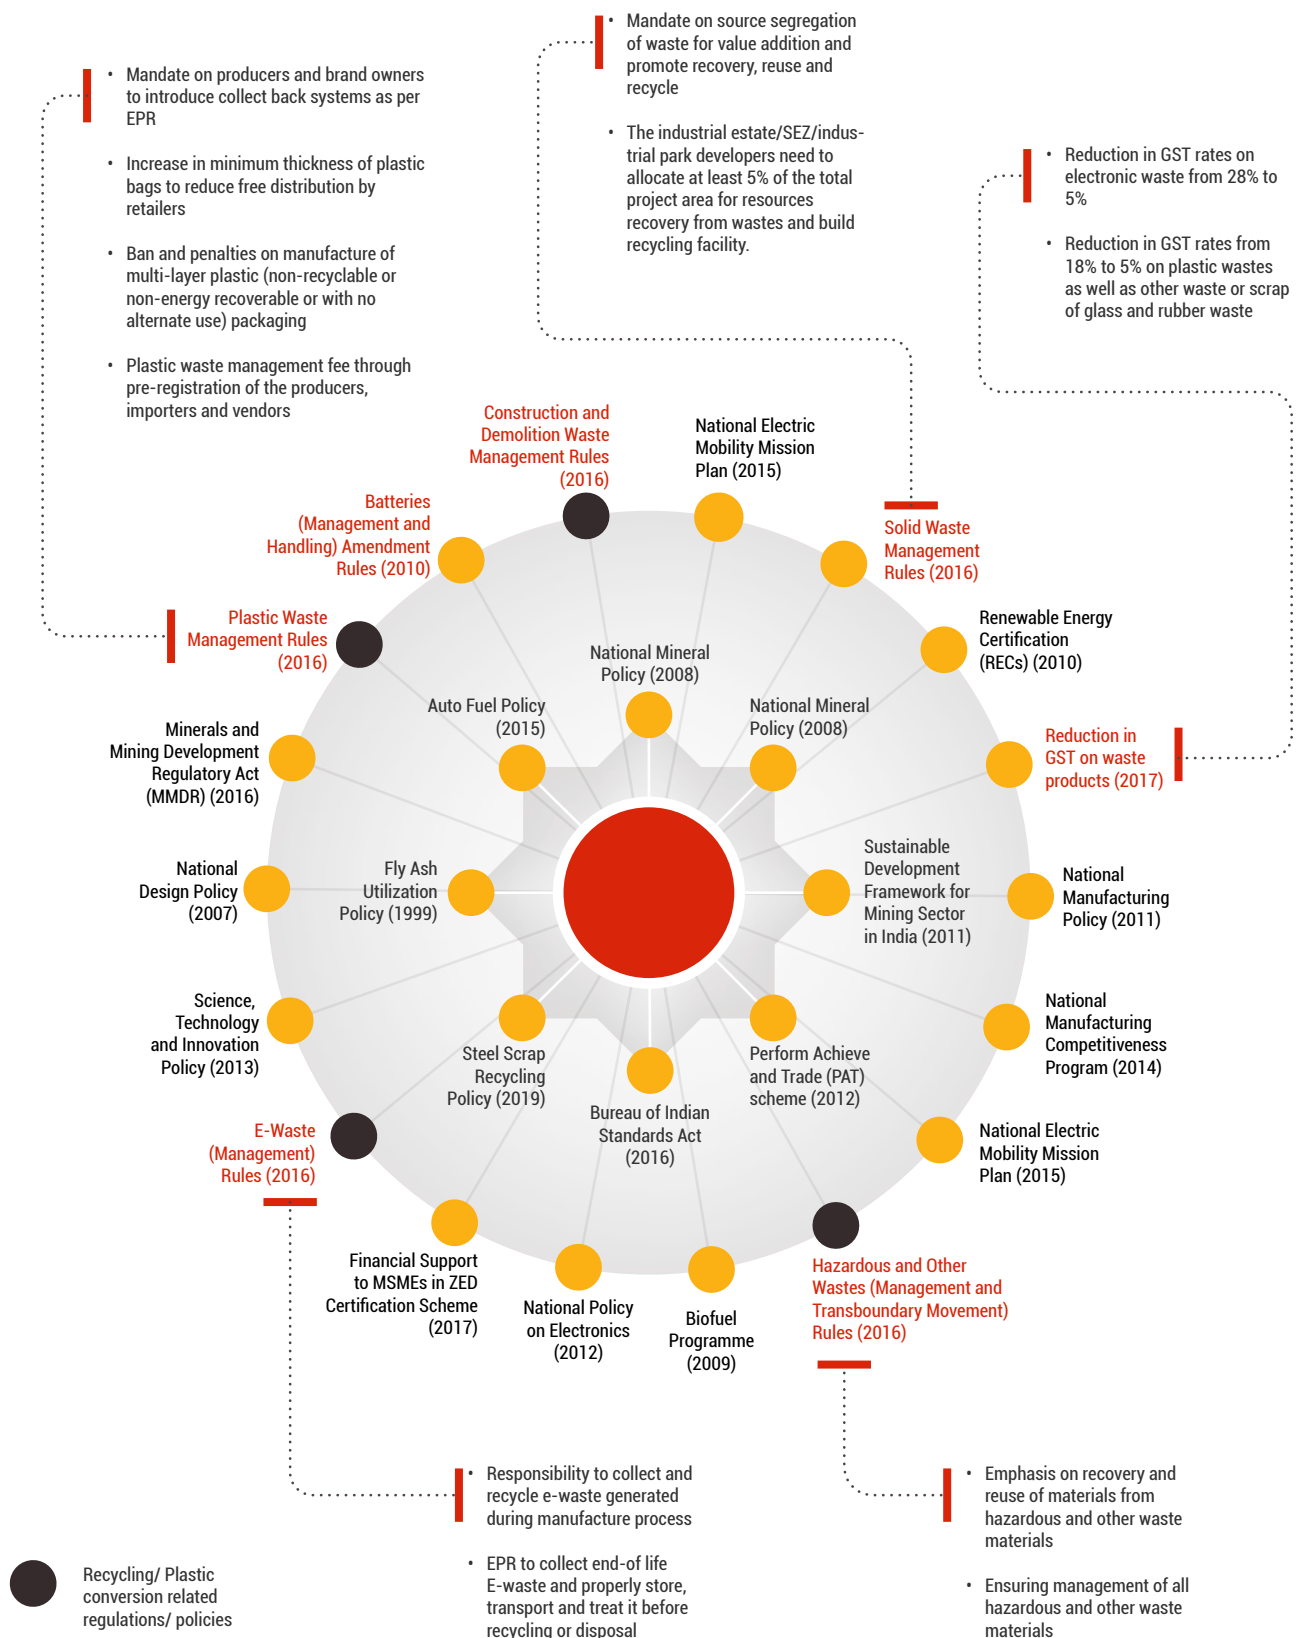 • Mandate on source segregation
of waste for value addition and
promote recovery, reuse and
recycle
• The industrial estate/SEZ/indus-
trial park developers need to
allocate at least 5% of the total
project area for resources
recovery from wastes and build
recycling facility.
• Mandate on producers and brand owners
to introduce collect back systems as per
EPR
• Increase in minimum thickness of plastic
bags to reduce free distribution by
retailers
• Ban and penalties on manufacture of
multi-layer plastic (non-recyclable or
non-energy recoverable or with no
alternate use) packaging
• Plastic waste management fee through
pre-registration of the producers,
importers and vendors
• Reduction in GST rates on
electronic waste from 28% to
5%
• Reduction in GST rates from
18% to 5% on plastic wastes
as well as other waste or scrap
of glass and rubber waste
Construction and
Demolition Waste
Management Rules
(2016)
National Electric
Mobility Mission
Plan (2015)
Batteries
(Management and
Handling) Amendment
Rules (2010)
Solid Waste
Management
Rules (2016)
Plastic Waste
Management Rules
(2016)
Renewable Energy
Certification
(RECs) (2010)
National Mineral
Policy (2008)
Auto Fuel Policy
(2015)
National Mineral
Policy (2008)
Minerals and
Mining Development
Regulatory Act
(MMDR) (2016)
Reduction in
GST on waste
products (2017)
National
Design Policy
(2007)
Fly Ash
Utilization
Policy (1999)
Sustainable
Development
Framework for
Mining Sector
in India (2011)
National
Manufacturing
Policy (2011)
Science,
Technology
and Innovation
Policy (2013)
National
Manufacturing
Competitiveness
Program (2014)
Steel Scrap
Recycling
Policy (2019)
Perform Achieve
and Trade (PAT)
scheme (2012)
Bureau of Indian
Standards Act
(2016)
E-Waste
(Management)
Rules (2016)
National Electric
Mobility Mission
Plan (2015)
Financial Support
to MSMEs in ZED
Certification Scheme
(2017)
National Policy
on Electronics
(2012)
Biofuel
Programme
(2009)
Hazardous and Other
Wastes (Management and
Transboundary Movement)
Rules (2016)
• Responsibility to collect and
recycle e-waste generated
during manufacture process
• EPR to collect end-of life
E-waste and properly store,
transport and treat it before
recycling or disposal
• Emphasis on recovery and
reuse of materials from
hazardous and other waste
materials
• Ensuring management of all
hazardous and other waste
materials
Recycling/ Plastic
conversion related
regulations/ policies